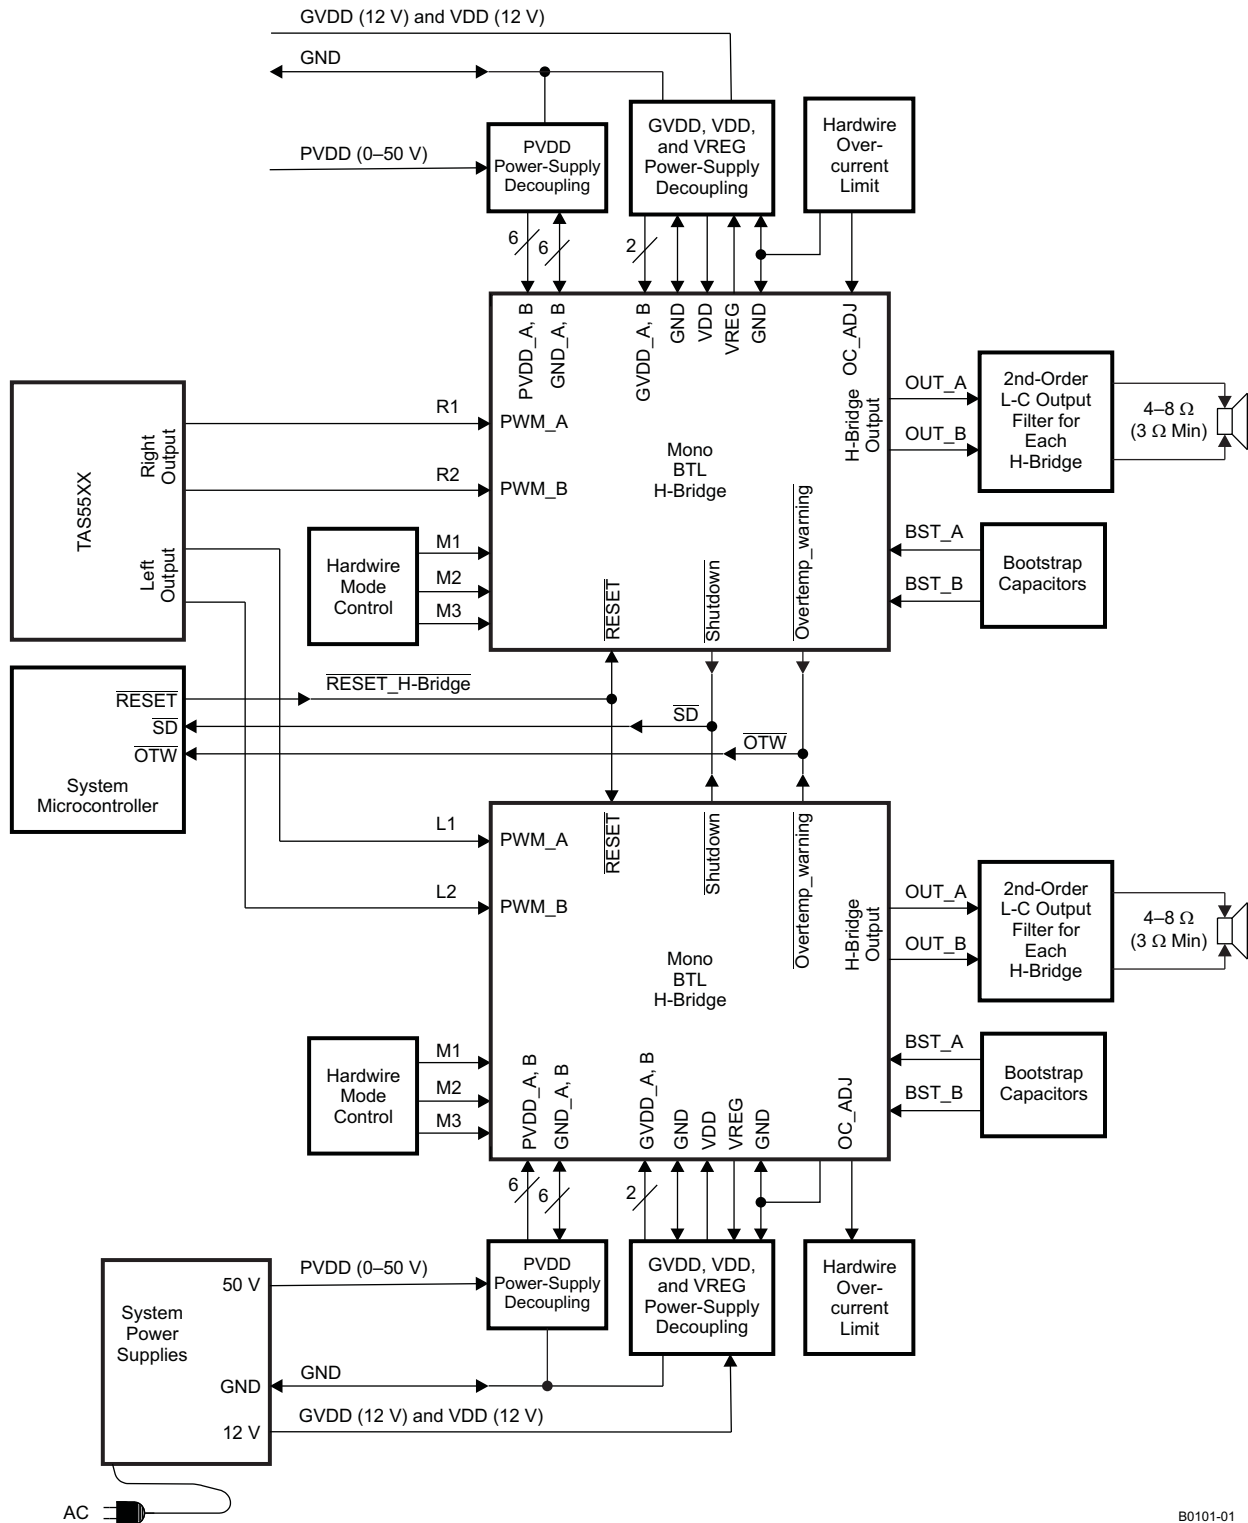 GVDD (12 V) and VDD (12 V)
GND
PVDD (0–50 V)
PVDD
Power-Supply
Decoupling
GVDD, VDD,
and VREG
Power-Supply
Decoupling
Hardwire
Over-
current
Limit
6
6
2
PVDD_A, B
GND_A, B
GVDD_A, B
GND
VDD
VREG
GND
OC_ADJ
TAS55XX
Right
Output
Left
Output
R1
R2
PWM_A
PWM_B
Mono
BTL
H-Bridge
H-Bridge
Output
OUT_A
OUT_B
2nd-Order
L-C Output
Filter for
Each
H-Bridge
4–8 Ω
(3 Ω Min)
Hardwire
Mode
Control
M1
M2
M3
RESET
Shutdown
Overtemp_warning
BST_A
BST_B
Bootstrap
Capacitors
RESET
SD
OTW
System
Microcontroller
RESET_H-Bridge
SD
OTW
L1
L2
PWM_A
PWM_B
RESET
Shutdown
Overtemp_warning
Mono
BTL
H-Bridge
H-Bridge
Output
OUT_A
OUT_B
2nd-Order
L-C Output
Filter for
Each
H-Bridge
4–8 Ω
(3 Ω Min)
Hardwire
Mode
Control
M1
M2
M3
PVDD_A, B
GND_A, B
GVDD_A, B
GND
VDD
VREG
GND
OC_ADJ
BST_A
BST_B
Bootstrap
Capacitors
6
6
2
System
Power
Supplies
50 V
GND
12 V
PVDD (0–50 V)
GND
GVDD (12 V) and VDD (12 V)
PVDD
Power-Supply
Decoupling
GVDD, VDD,
and VREG
Power-Supply
Decoupling
Hardwire
Over-
current
Limit
AC
B0101-01